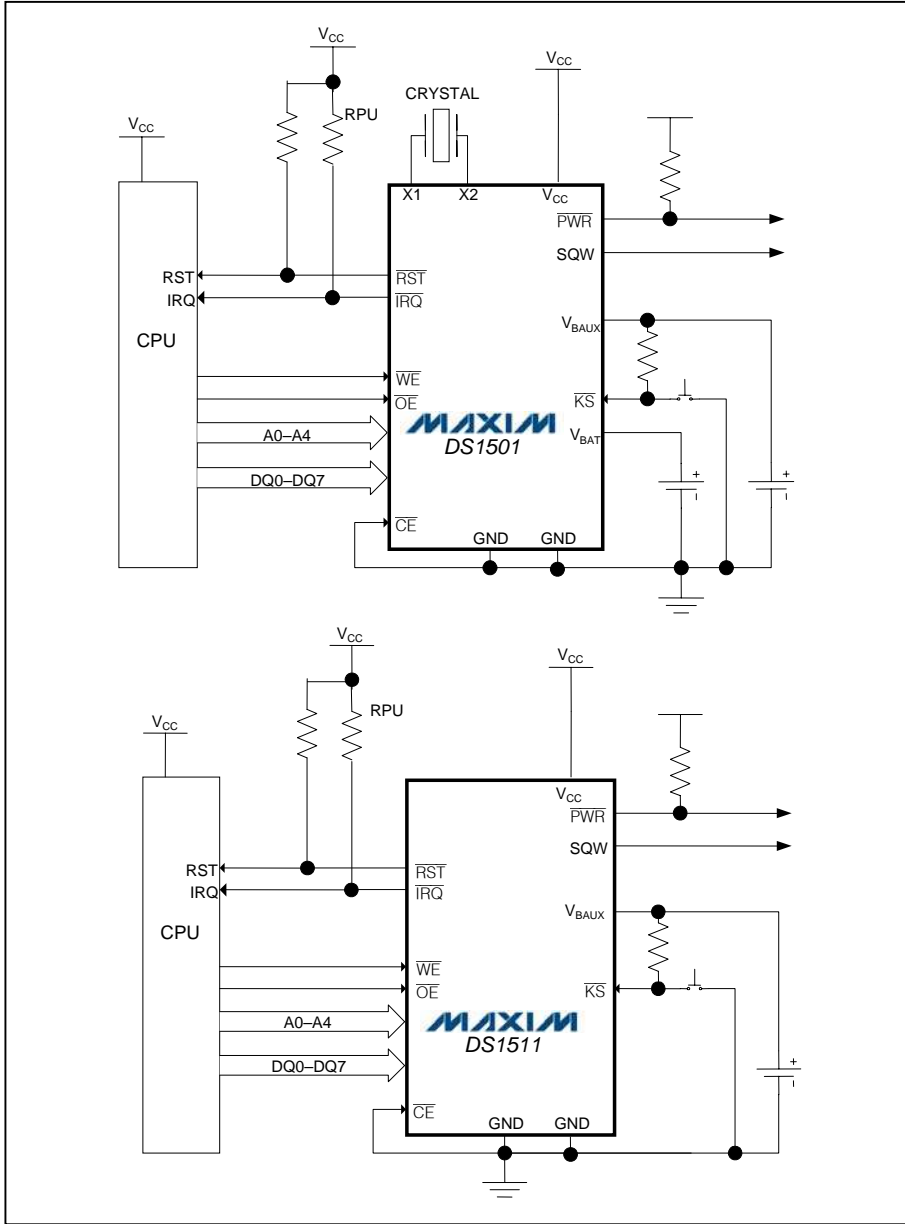 VCC
VCC
CRYSTAL
RPU
VCC
X1 X2
VCC
PWR
SQW
RST RST
IRQ IRQ
VBAUX
CPU
WE
OE
KS
A0–A4
MAXIM
DS1501
VBAT
DQ0–DQ7
+
-
+
-
CE
GND GND
VCC
VCC
RPU
VCC
VCC
PWR
SQW
RST RST
IRQ IRQ
VBAUX
CPU
WE
OE
KS
A0–A4
MAXIM
DS1511
DQ0–DQ7
+
-
CE
GND GND